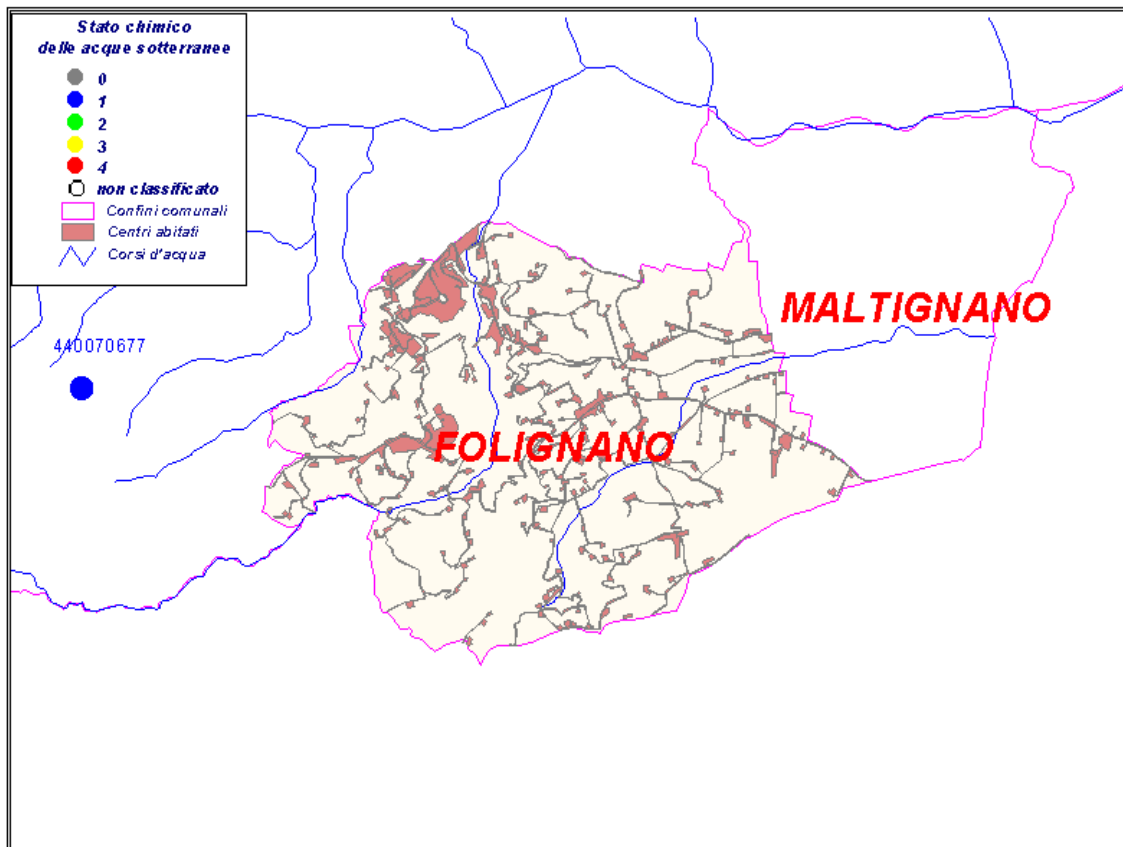 Stato chimico
delle acque sotterranee
0
1
2
3
4
non classificato
Confini comunali
Centri abitati
Corsi d'acqua
MALTIGNANO
440070677
FOLIGNANO